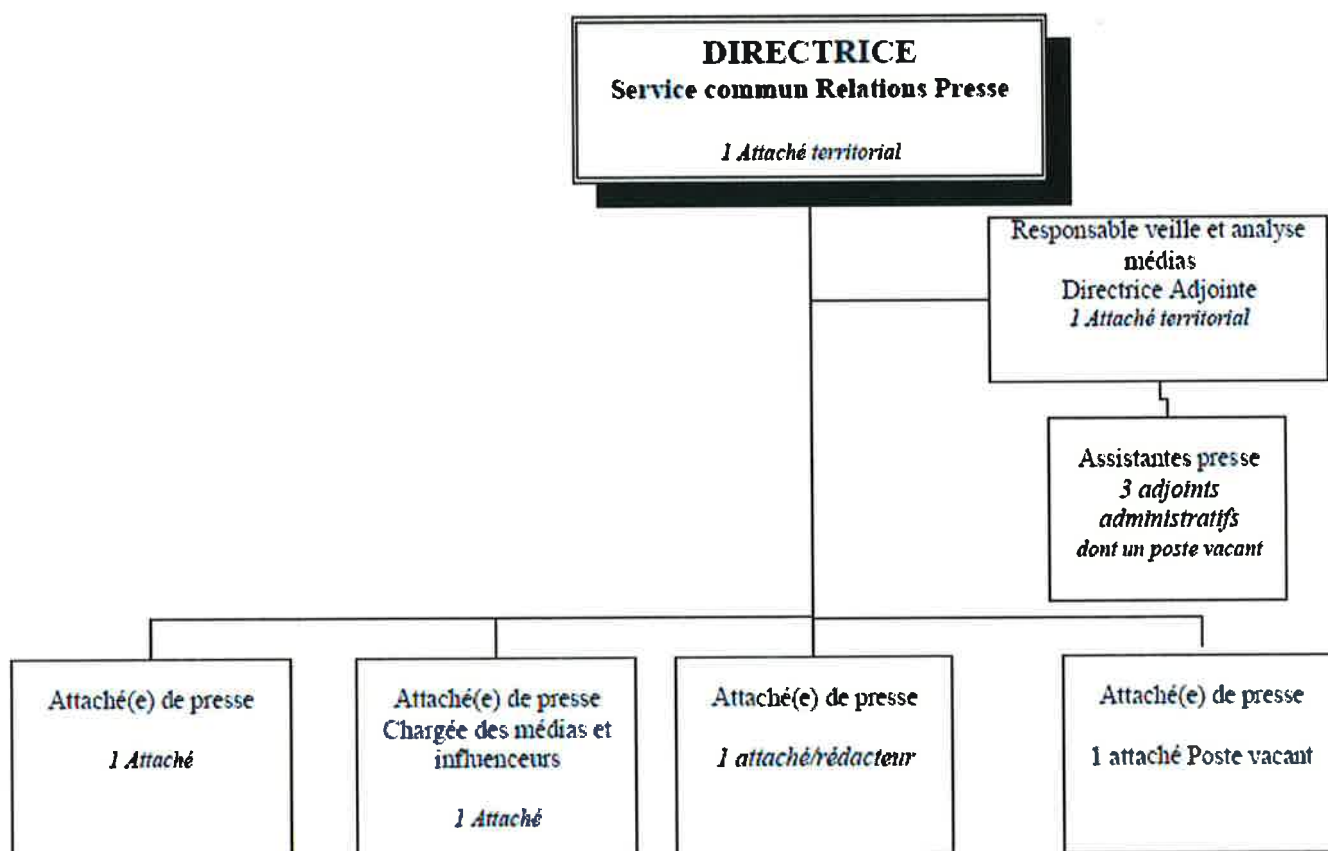 DIRECTRICE
Service commun Relations Presse
1 Attaché territorial
Responsable veille et analyse
médias
Directrice Adjointe
1 Attaché territorial
Assistantes presse
3 adjoints
administratifs
dont un poste vacant
Attaché(e) de presse
1 Attaché
Attaché(e) de presse
Chargée des médias et
influenceurs
1 Attaché
Attaché(e) de presse
1 attaché/rédacteur
Attaché(e) de presse
1 attaché Poste vacant